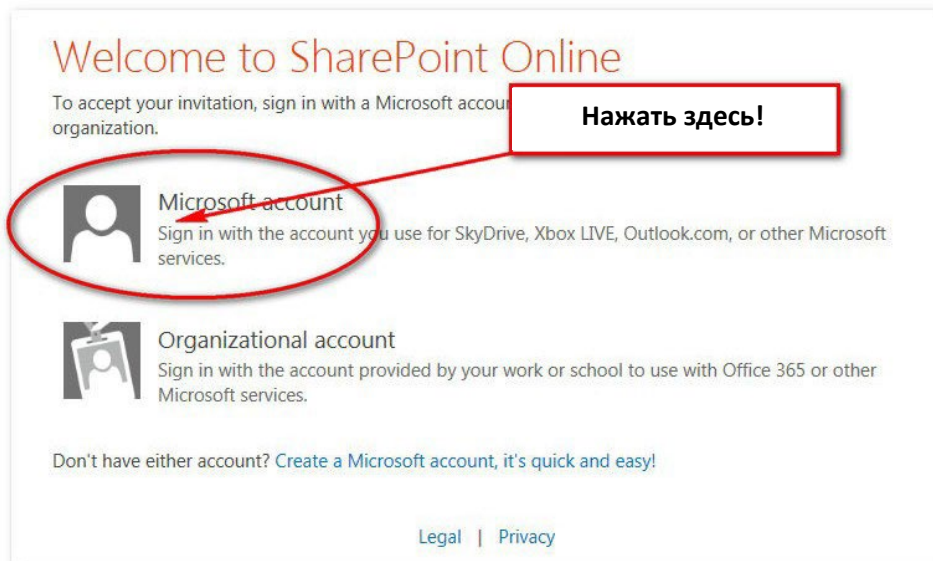 Welcome to SharePoint Online
To accept your invitation, sign in with a Microsoft accour
organization.
Нажать здесь!
Microsoft account
Sign in with the account you use for SkyDrive, Xbox LIVE, Outlook.com, or other Microsoft
services.
Organizational account
Sign in with the account provided by your work or school to use with Office 365 or other
Microsoft services.
Don't have either account? Create a Microsoft account, it's quick and easy!
Legal | Privacy